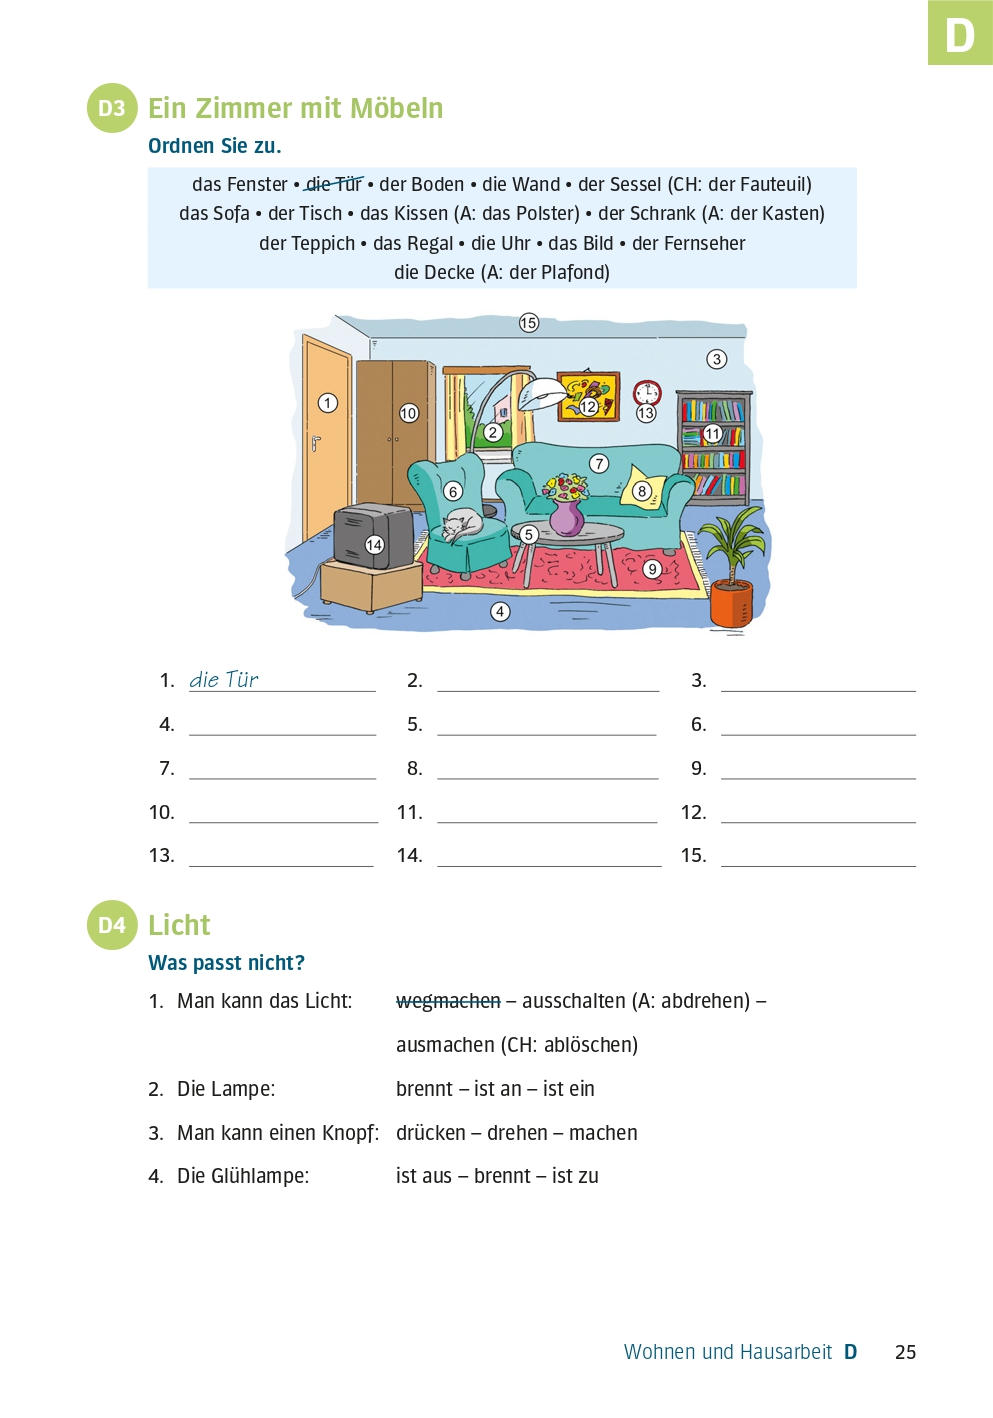 D
D3 Ein Zimmer mit Möbeln
Ordnen Sie zu.
das Fenster • die Tür • der Boden • die Wand • der Sessel (CH: der Fauteuil)
das Sofa • der Tisch • das Kissen (A: das Polster) • der Schrank (A: der Kasten)
der Teppich • das Regal • die Uhr • das Bild • der Fernseher
die Decke (A: der Plafond)
15
3
1
10
12
13
2
11
7
6
8
5
14
9
4
1. die Tür 2. 3.
4. 5. 6.
7. 8. 9.
10. 11. 12.
13. 14. 15.
D4 Licht
Was passt nicht?
1. Man kann das Licht: wegmachen – ausschalten (A: abdrehen) –
ausmachen (CH: ablöschen)
2. Die Lampe: brennt – ist an – ist ein
3. Man kann einen Knopf: drücken – drehen – machen
4. Die Glühlampe: ist aus – brennt – ist zu
Wohnen und Hausarbeit D 25